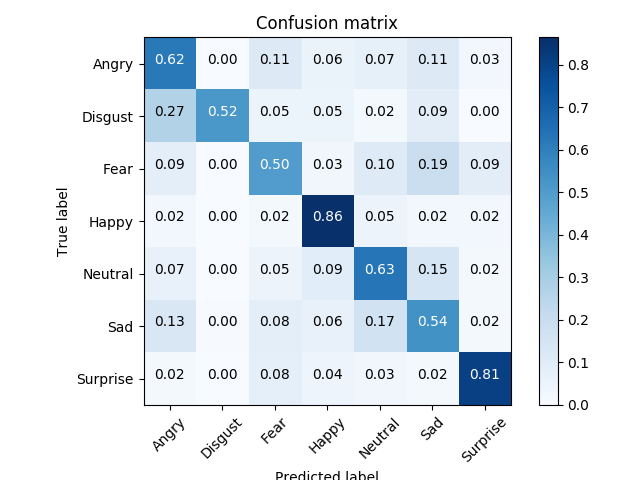 Confusion matrix
True label
Angry 0.62 0.00 0.11 0.06 0.07 0.11 0.03
Disgust 0.27 0.52 0.05 0.05 0.02 0.09 0.00
Fear 0.09 0.00 0.50 0.03 0.10 0.19 0.09
Happy 0.02 0.00 0.02 0.86 0.05 0.02 0.02
Neutral 0.07 0.00 0.05 0.09 0.63 0.15 0.02
Sad 0.13 0.00 0.08 0.06 0.17 0.54 0.02
Surprise 0.02 0.00 0.08 0.04 0.03 0.02 0.81
Angry Disgust Fear Happy Neutral Sad Surprise
Predicted label
0.8
0.7
0.6
0.5
0.4
0.3
0.2
0.1
0.0